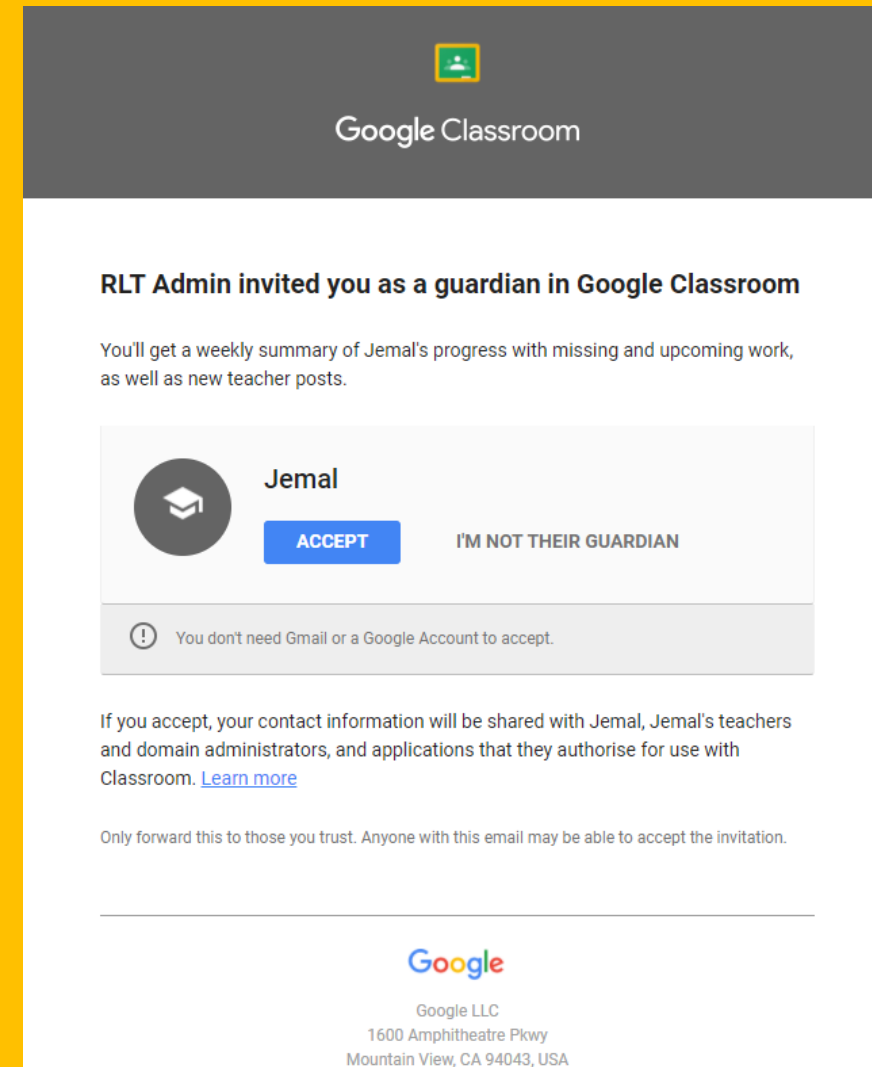 Google Classroom
RLT Admin invited you as a guardian in Google Classroom
You'll get a weekly summary of Jemal's progress with missing and upcoming work,
as well as new teacher posts.
Jemal
ACCEPT I'M NOT THEIR GUARDIAN
You don't need Gmail or a Google Account to accept.
If you accept, your contact information will be shared with Jemal, Jemal's teachers
and domain administrators, and applications that they authorise for use with
Classroom. Learn more
Only forward this to those you trust. Anyone with this email may be able to accept the invitation.
Google
Google LLC
1600 Amphitheatre Pkwy
Mountain View, CA 94043, USA